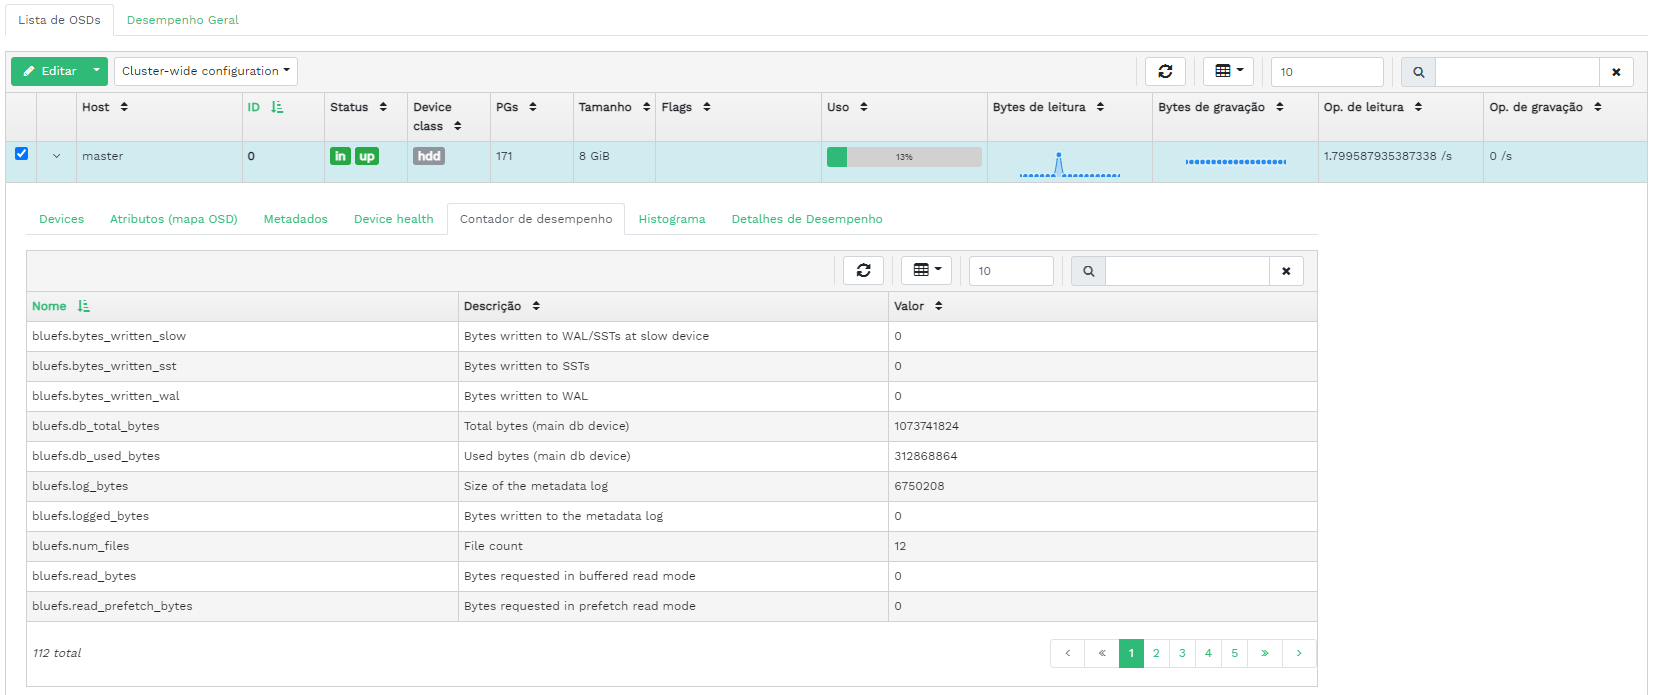 Lista de OSDs Desempenho Geral
Editar Cluster-wide configuration 10
Host ID Status Device class PGs Tamanho Flags Uso Bytes de leitura Bytes de gravação Op. de leitura Op. de gravação
master 0 in up hdd 171 8 GiB 13% 1.799587935387338 /s 0 /s
Devices Atributos (mapa OSD) Metadados Device health Contador de desempenho Histograma Detalhes de Desempenho
10
Nome Descrição Valor
bluefs.bytes_written_slow Bytes written to WAL/SSTs at slow device 0
bluefs.bytes_written_sst Bytes written to SSTs 0
bluefs.bytes_written_wal Bytes written to WAL 0
bluefs.db_total_bytes Total bytes (main db device) 1073741824
bluefs.db_used_bytes Used bytes (main db device) 312868864
bluefs.log_bytes Size of the metadata log 6750208
bluefs.logged_bytes Bytes written to the metadata log 0
bluefs.num_files File count 12
bluefs.read_bytes Bytes requested in buffered read mode 0
bluefs.read_prefetch_bytes Bytes requested in prefetch read mode 0
112 total ‹ « 1 2 3 4 5 » ›